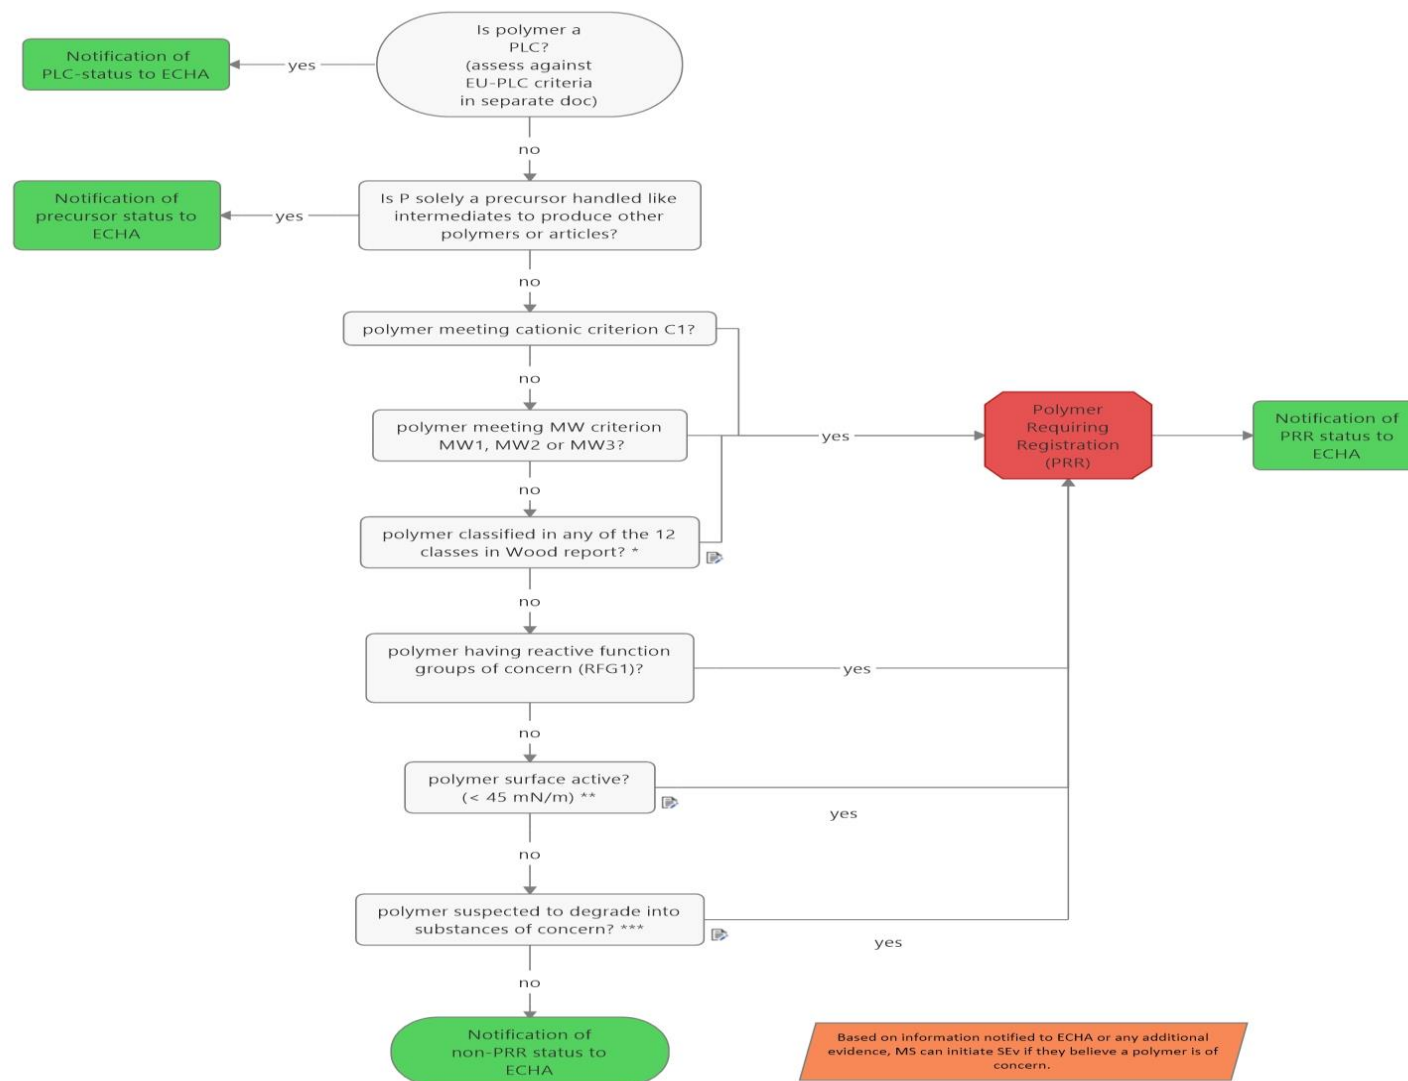 Is polymer a
PLC?
(assess against
EU-PLC criteria
in separate doc)
yes
Notification of
PLC-status to ECHA
no
Is P solely a precursor handled like
intermediates to produce other
polymers or articles?
yes
Notification of
precursor status to
ECHA
no
polymer meeting cationic criterion C1?
no
polymer meeting MW criterion
MW1, MW2 or MW3?
yes
Polymer
Requiring
Registration
(PRR)
Notification of
PRR status to
ECHA
no
polymer classified in any of the 12
classes in Wood report? *
no
polymer having reactive function
groups of concern (RFG1)?
yes
no
polymer surface active?
(< 45 mN/m) **
yes
no
polymer suspected to degrade into
substances of concern? ***
yes
no
Notification of
non-PRR status to
ECHA
Based on information notified to ECHA or any additional
evidence, MS can initiate SEv if they believe a polymer is of
concern.